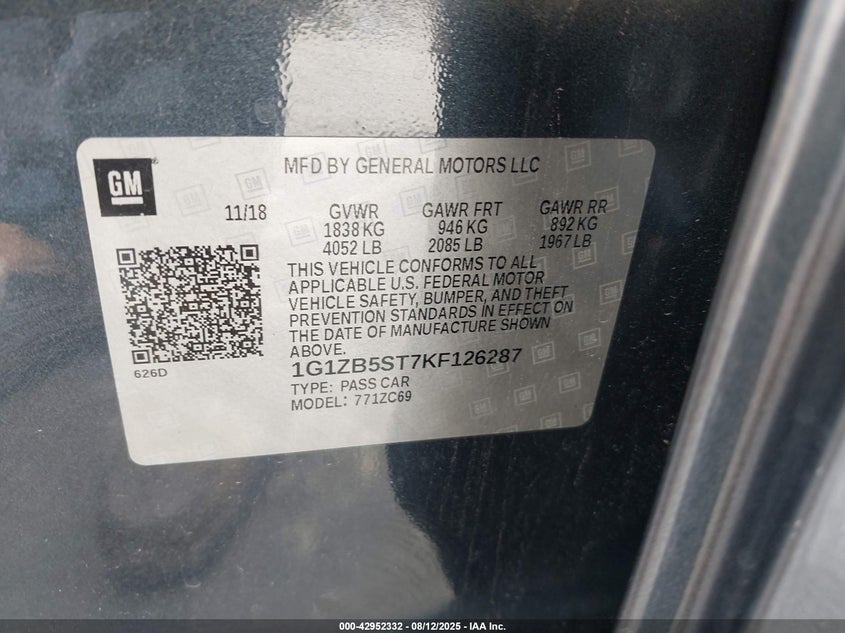 GM
MFD BY GENERAL MOTORS LLC
11/18 GVWR GAWR FRT GAWR RR
1838 KG 946 KG 892 KG
4052 LB 2085 LB 1967 LB
THIS VEHICLE CONFORMS TO ALL
APPLICABLE U.S. FEDERAL MOTOR
VEHICLE SAFETY, BUMPER, AND THEFT
PREVENTION STANDARDS IN EFFECT ON
THE DATE OF MANUFACTURE SHOWN
ABOVE.
626D
1G1ZB5ST7KF126287
TYPE: PASS CAR
MODEL: 771ZC69
000-42952332 - 08/12/2025 - IAA Inc.